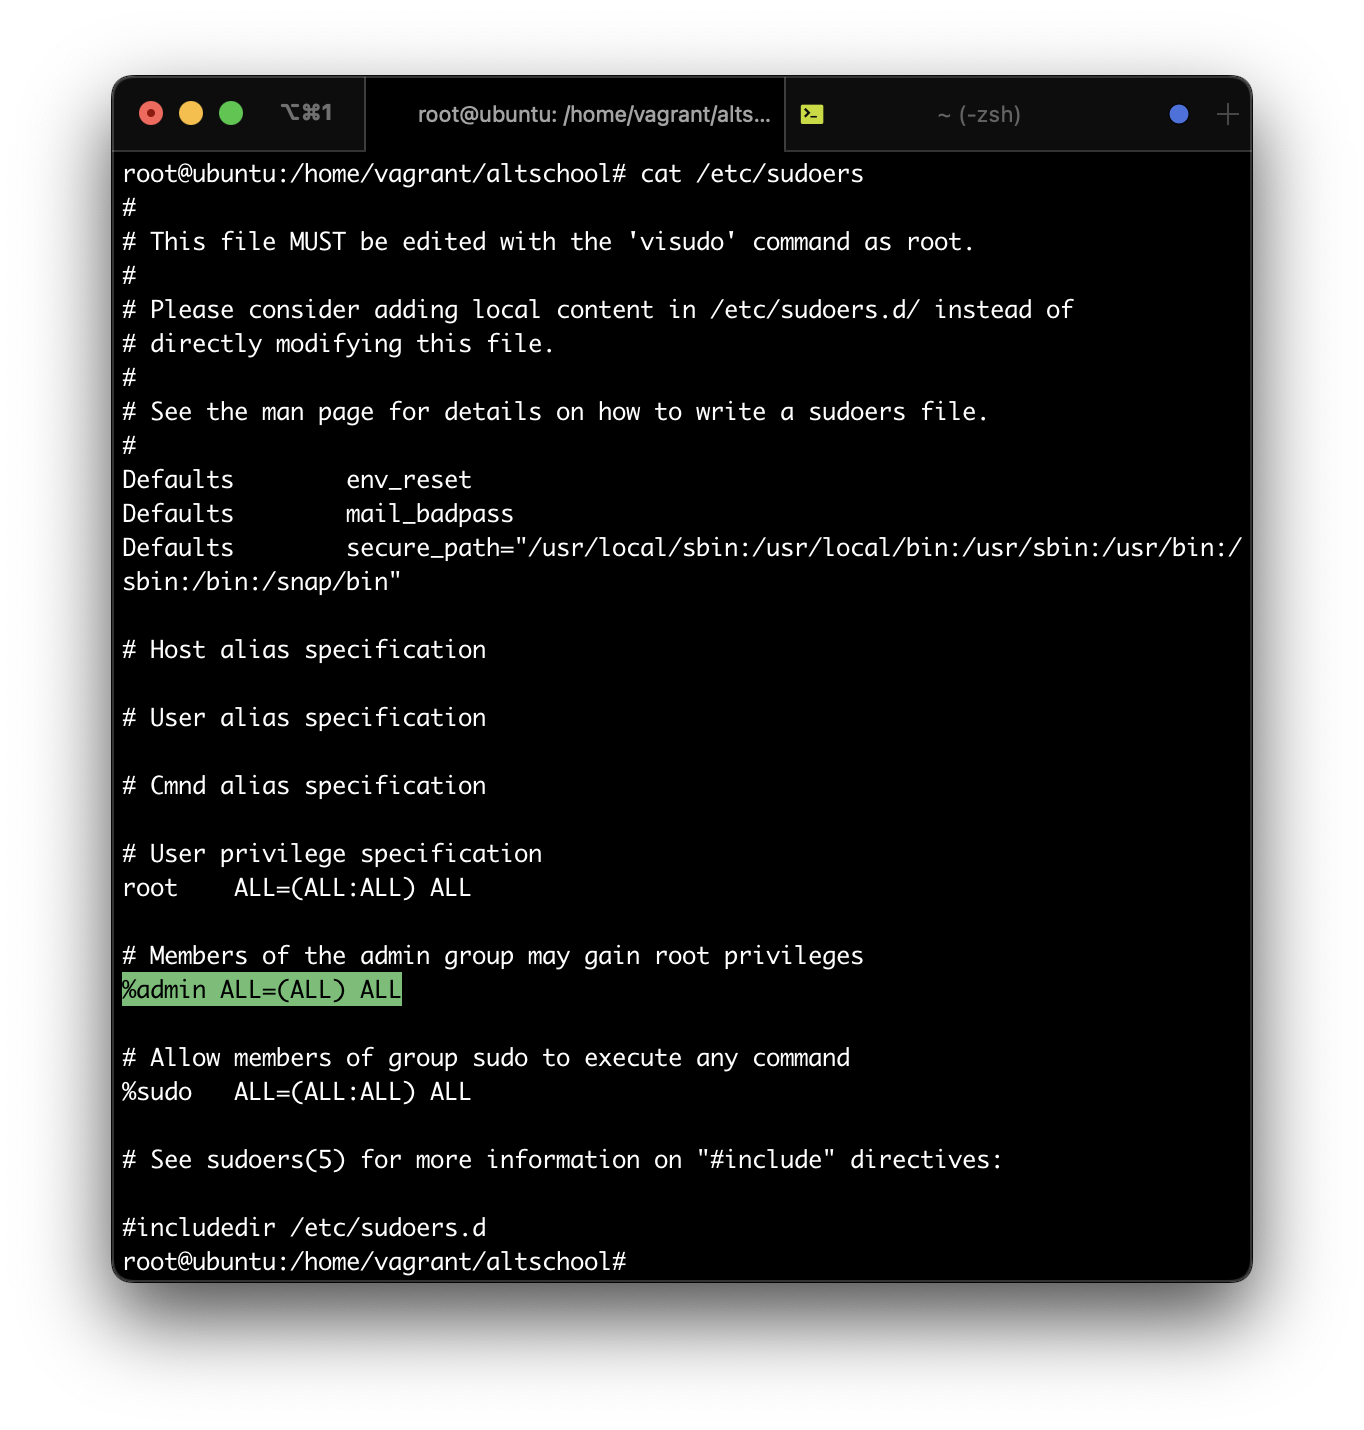 ⌥⌘1
root@ubuntu: /home/vagrant/alts...
~ (-zsh)
root@ubuntu:/home/vagrant/altschool# cat /etc/sudoers
#
# This file MUST be edited with the 'visudo' command as root.
#
# Please consider adding local content in /etc/sudoers.d/ instead of
# directly modifying this file.
#
# See the man page for details on how to write a sudoers file.
#
Defaults        env_reset
Defaults        mail_badpass
Defaults        secure_path="/usr/local/sbin:/usr/local/bin:/usr/sbin:/usr/bin:/
sbin:/bin:/snap/bin"
# Host alias specification
# User alias specification
# Cmnd alias specification
# User privilege specification
root    ALL=(ALL:ALL) ALL
# Members of the admin group may gain root privileges
%admin ALL=(ALL) ALL
# Allow members of group sudo to execute any command
%sudo   ALL=(ALL:ALL) ALL
# See sudoers(5) for more information on "#include" directives:
#includedir /etc/sudoers.d
root@ubuntu:/home/vagrant/altschool#